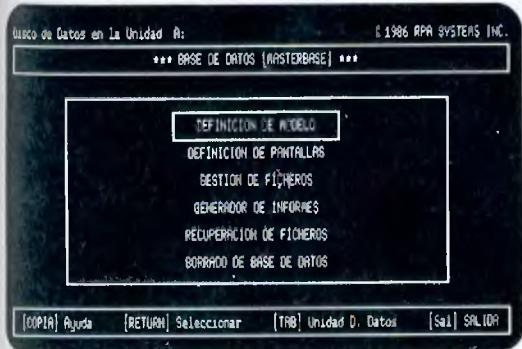 Disco de Datos en la Unidad A: © 1986 RPA SYSTEMS INC.
*** BASE DE DATOS [MASTERBASE] ***
DEFINICION DE MODELO
DEFINICION DE PANTALLAS
GESTION DE FICHEROS
GENERADOR DE INFORMES
RECUPERACION DE FICHEROS
BORRADO DE BASE DE DATOS
[COPIA] Ayuda [RETURN] Seleccionar [TAB] Unidad D. Datos [Sal] SALIDA